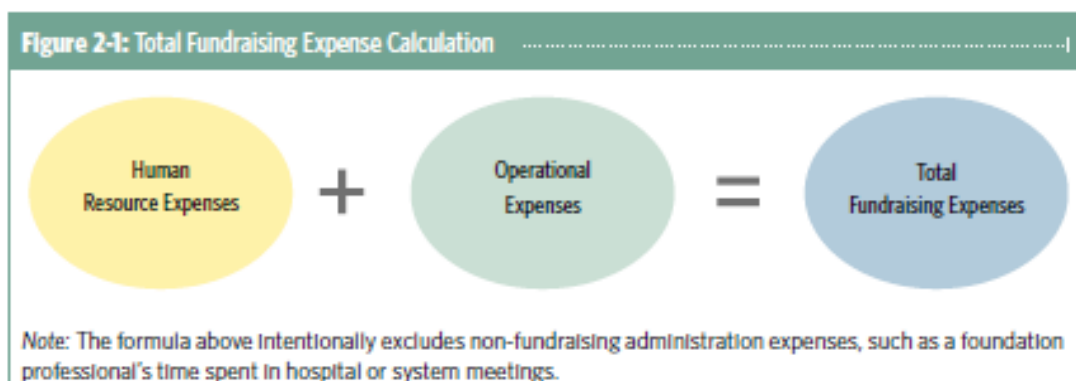 Figure 2-1: Total Fundraising Expense Calculation
Human
Resource Expenses
+
Operational
Expenses
=
Total
Fundraising Expenses
Note: The formula above intentionally excludes non-fundraising administration expenses, such as a foundation
professional's time spent in hospital or system meetings.